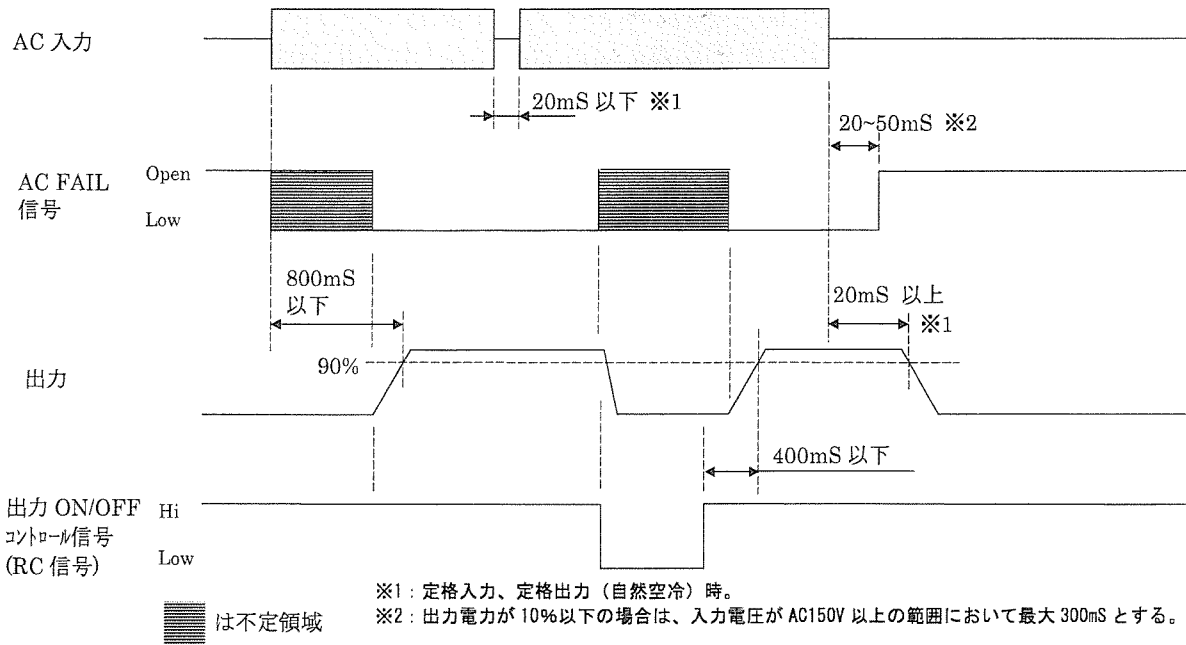 AC 入力
20mS 以下 ※1
20~50mS ※2
AC FAIL
信号
Open
Low
800mS
以下
20mS 以上
※1
90%
出力
400mS 以下
出力 ON/OFF
ｺﾝﾄﾛｰﾙ信号
(RC 信号)
Hi
Low
は不定領域
※1：定格入力、定格出力（自然空冷）時。
※2：出力電力が 10%以下の場合は、入力電圧が AC150V 以上の範囲において最大 300mS とする。